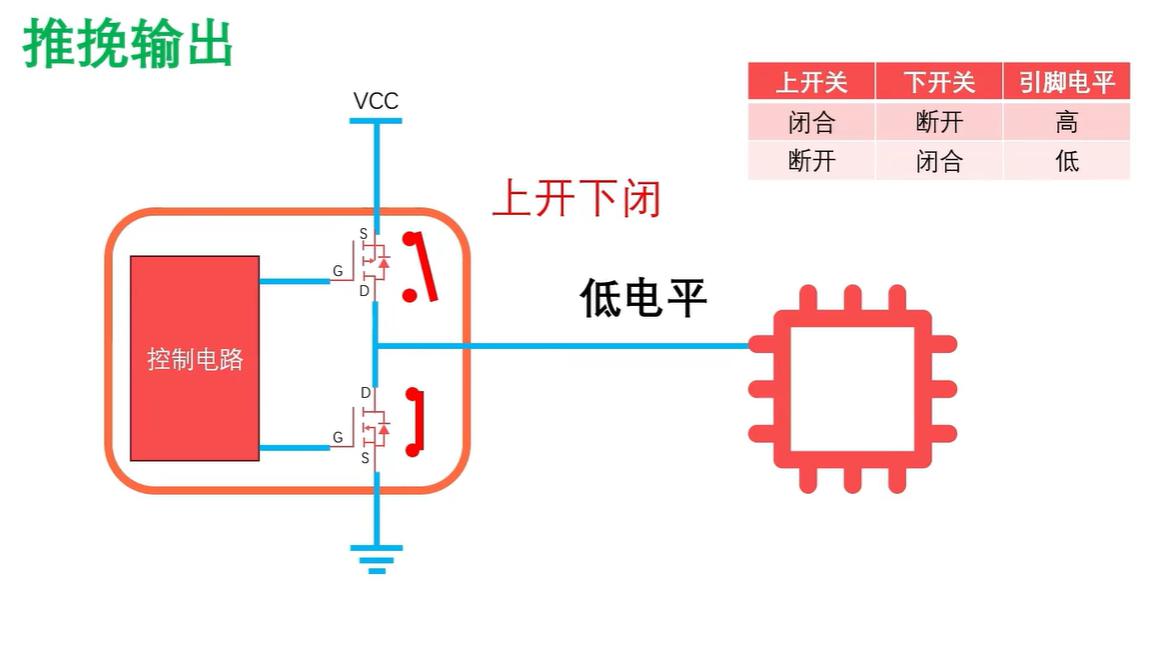 推挽输出
VCC
上开关 下开关 引脚电平
闭合 断开 高
断开 闭合 低
上开下闭
S
G
D
低电平
控制电路
D
G
S